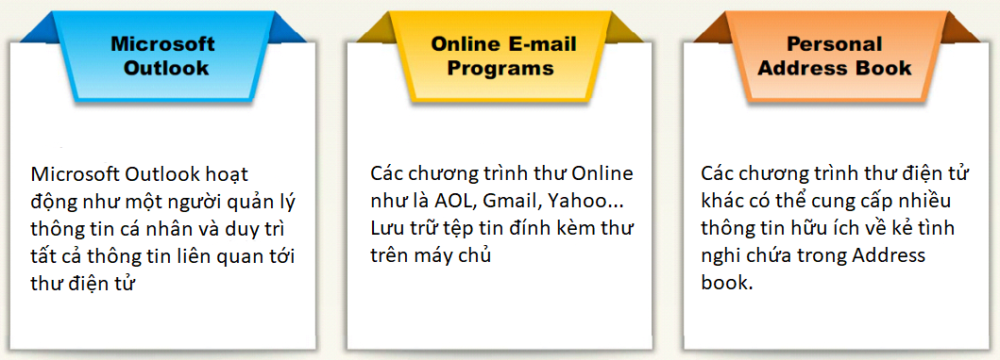 Microsoft
Outlook
Microsoft Outlook hoạt
động như một người quản lý
thông tin cá nhân và duy trì
tất cả thông tin liên quan tới
thư điện tử
Online E-mail
Programs
Các chương trình thư Online
như là AOL, Gmail, Yahoo...
Lưu trữ tệp tin đính kèm thư
trên máy chủ
Personal
Address Book
Các chương trình thư điện tử
khác có thể cung cấp nhiều
thông tin hữu ích về kẻ tình
nghi chứa trong Address
book.